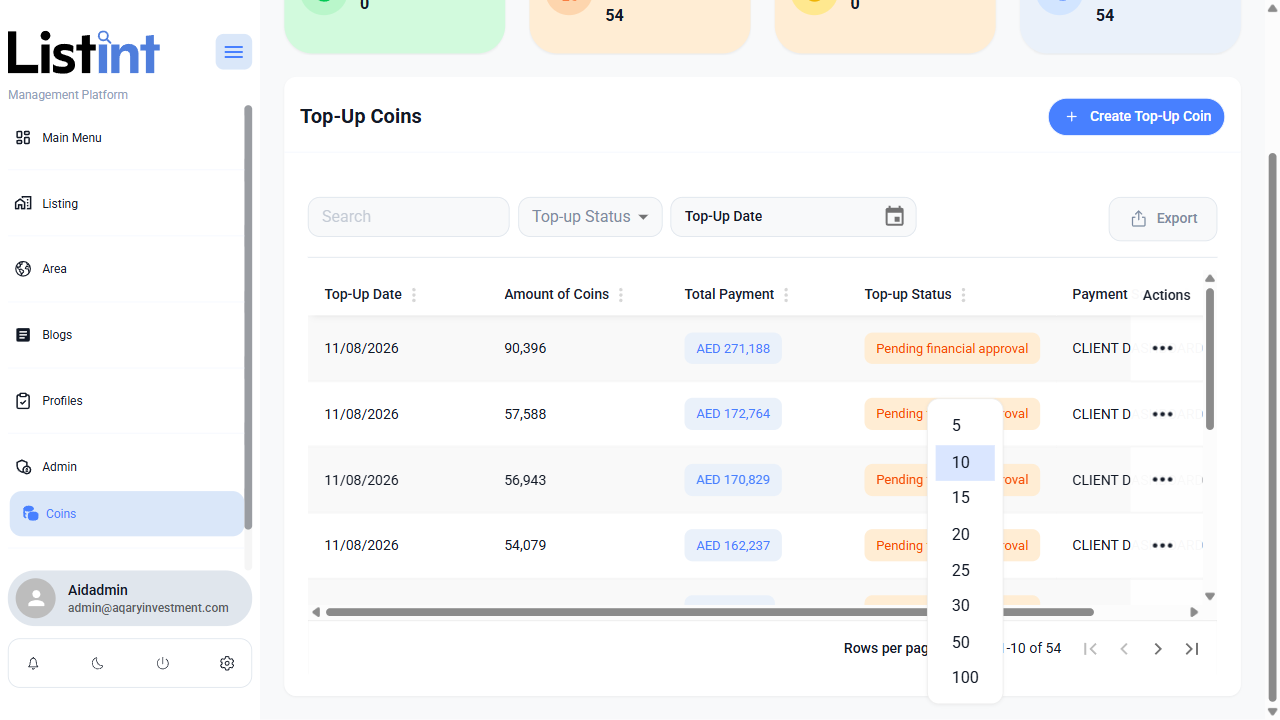 0
54
0
54
Listint
Management Platform
Main Menu
Listing
Area
Blogs
Profiles
Admin
Coins
Aidadmin
admin@aqaryinvestment.com
Top-Up Coins
+ Create Top-Up Coin
Search
Top-up Status
Top-Up Date
Export
Top-Up Date Amount of Coins Total Payment Top-up Status Payment Actions
11/08/2026 90,396 AED 271,188 Pending financial approval CLIENT D
11/08/2026 57,588 AED 172,764 Pending CLIENT D
11/08/2026 56,943 AED 170,829 Pending CLIENT D
11/08/2026 54,079 AED 162,237 Pending CLIENT D
5
10
15
20
25
30
50
100
Rows per pag
-10 of 54